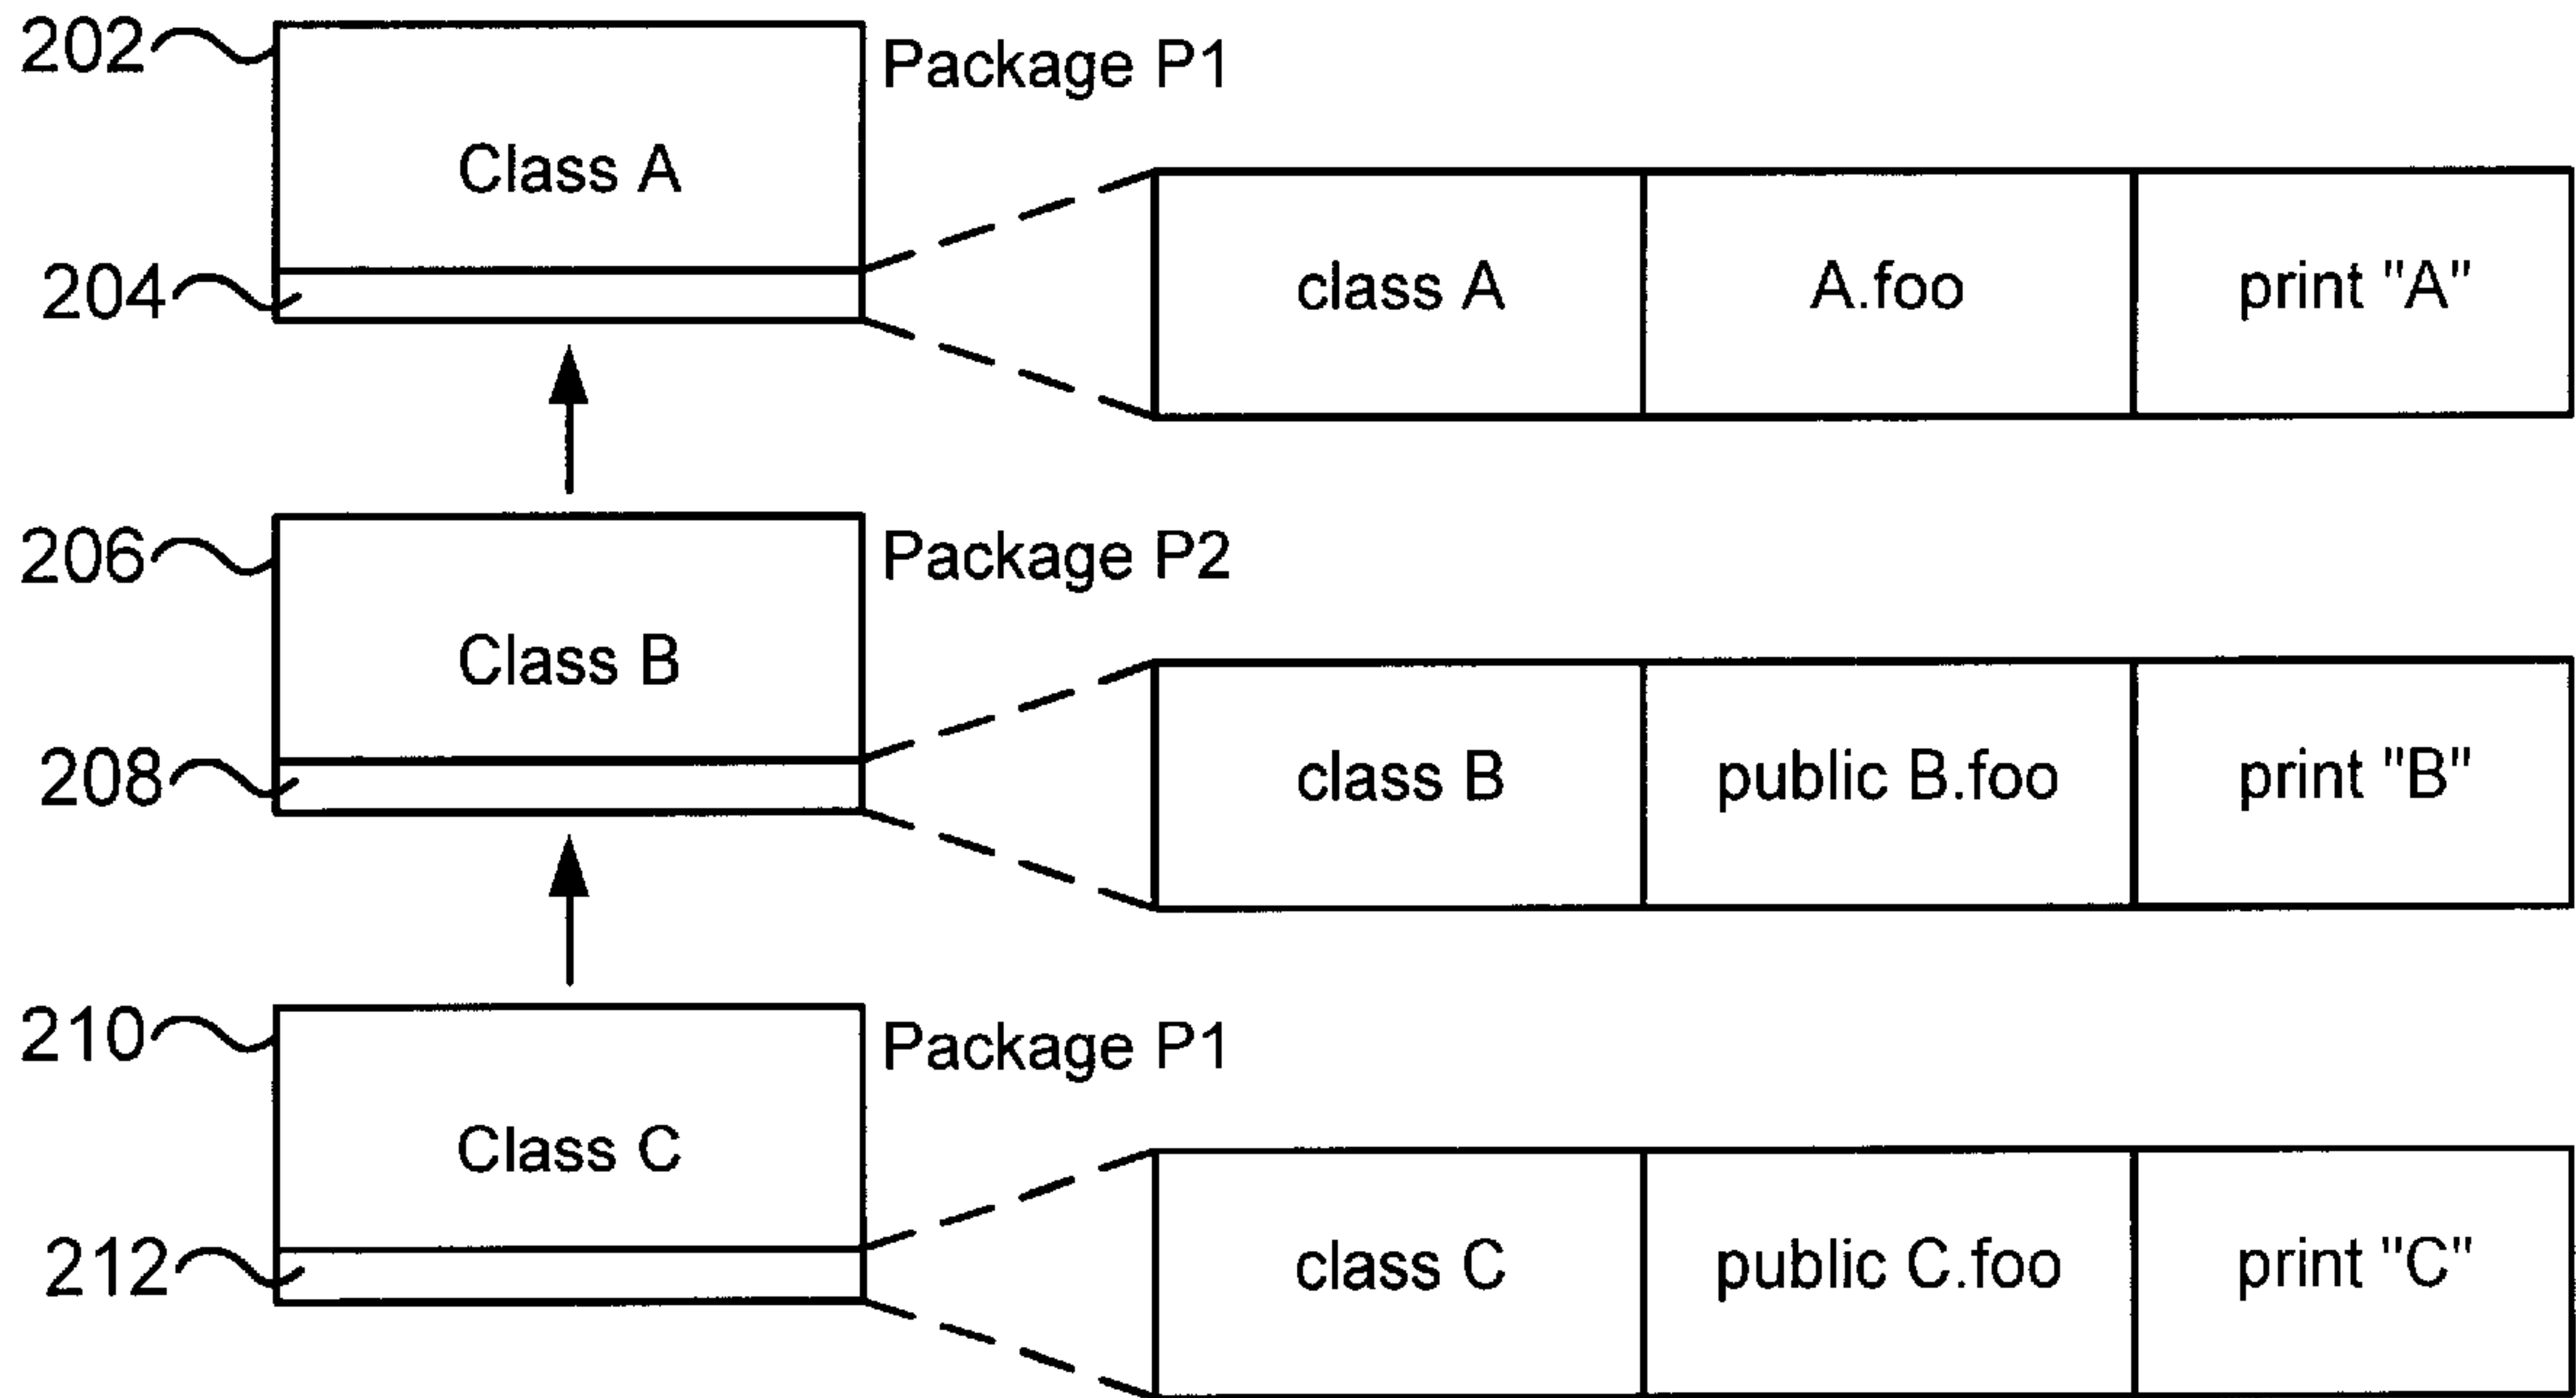 202
Package P1
Class A
204
class A
A.foo
print "A"
206
Package P2
Class B
208
class B
public B.foo
print "B"
210
Package P1
Class C
212
class C
public C.foo
print "C"